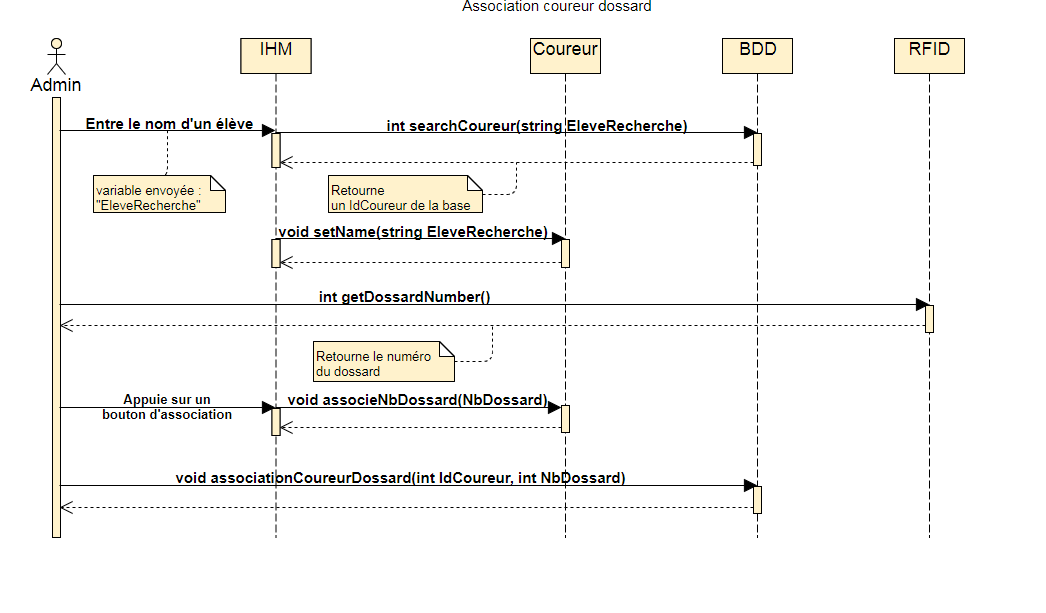 Association coureur dossard
IHM
Coureur
BDD
RFID
Admin
Entre le nom d'un élève
int searchCoureur(string EleveRecherche)
variable envoyée :
"EleveRecherche"
Retourne
un IdCoureur de la base
void setName(string EleveRecherche)
int getDossardNumber()
Retourne le numéro
du dossard
Appuie sur un
bouton d'association
void associeNbDossard(NbDossard)
void associationCoureurDossard(int IdCoureur, int NbDossard)